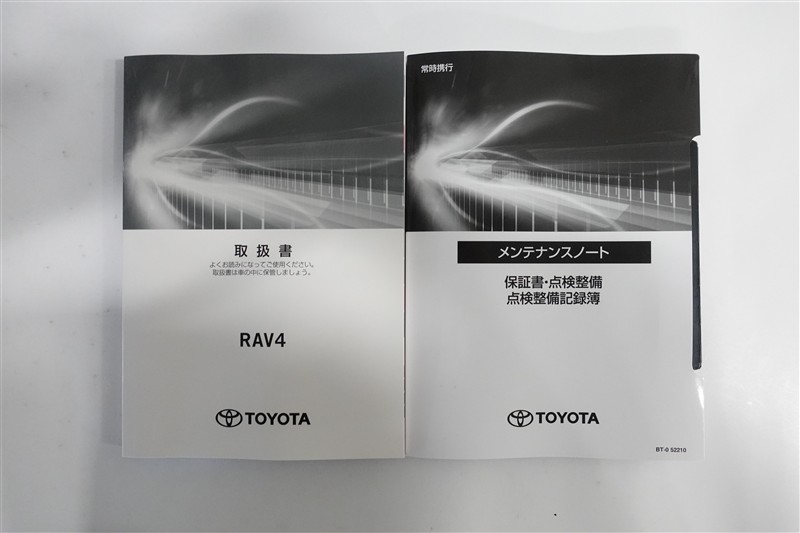 取扱書
よくお読みになってご使用ください。
取扱書は車の中に保管しましょう。
RAV4
TOYOTA
常時携行
メンテナンスノート
保証書・点検整備
点検整備記録簿
TOYOTA
BT-0 52210